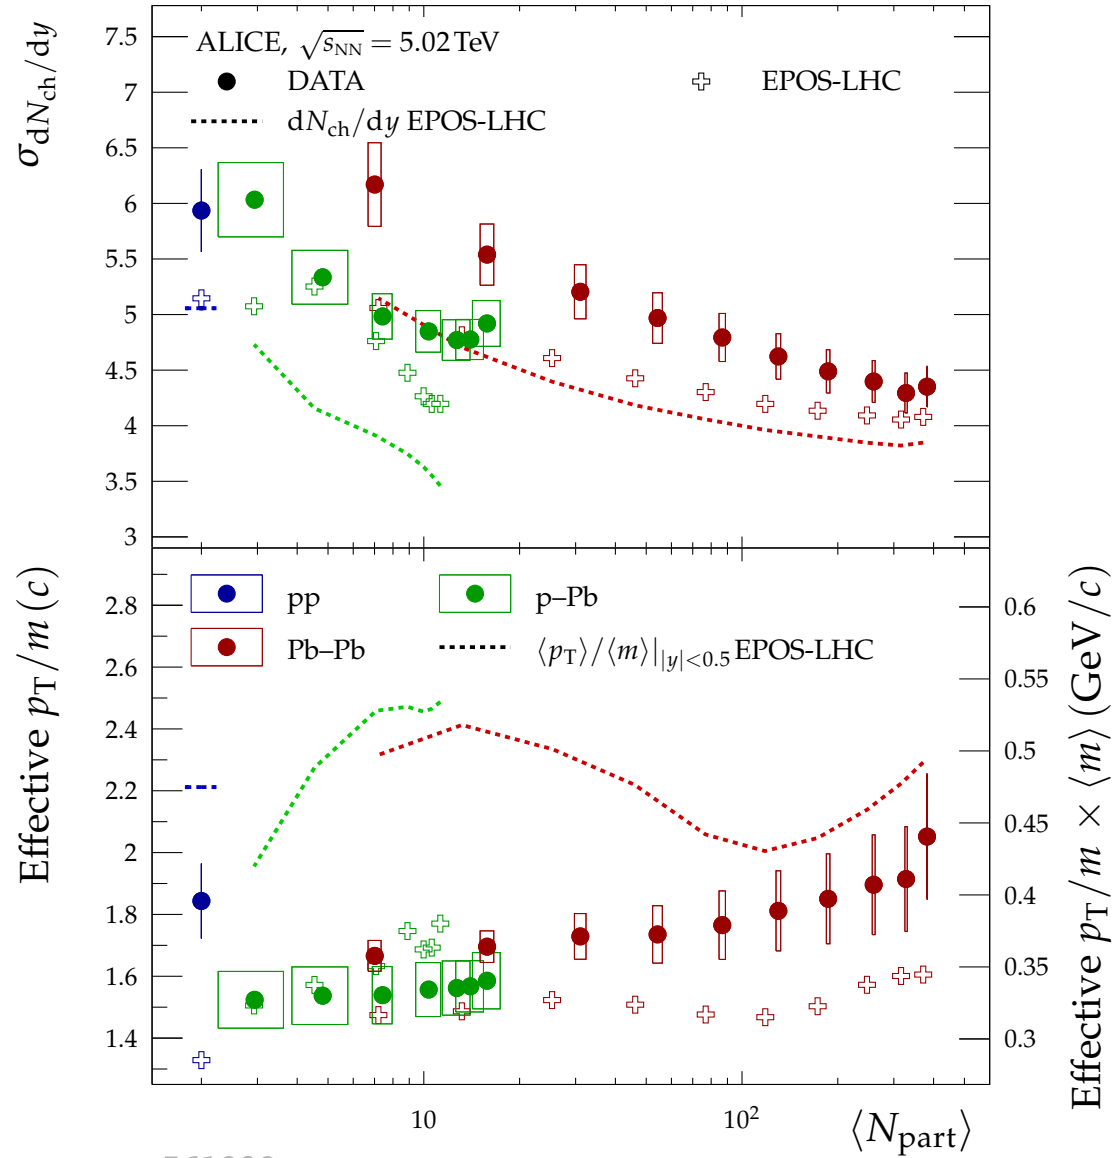 ALICE, √s_NN = 5.02 TeV
DATA
EPOS-LHC
dN_ch/dy EPOS-LHC
σ_dN_ch/dy
7.5
7
6.5
6
5.5
5
4.5
4
3.5
3
pp
p–Pb
Pb–Pb
⟨p_T⟩/⟨m⟩|_|y|<0.5 EPOS-LHC
Effective p_T/m (c)
2.8
2.6
2.4
2.2
2
1.8
1.6
1.4
0.6
0.55
0.5
0.45
0.4
0.35
0.3
Effective p_T/m × ⟨m⟩ (GeV/c)
10
10²
⟨N_part⟩